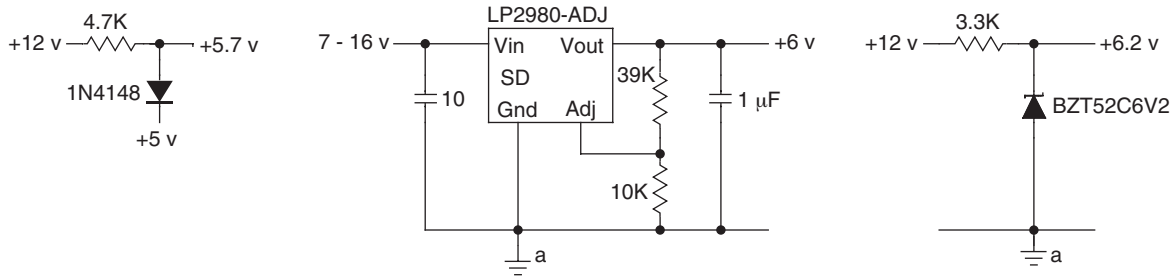 4.7K
+12 v
+5.7 v
1N4148
+5 v
LP2980-ADJ
7 - 16 v
Vin
Vout
SD
Gnd
Adj
10
39K
10K
1 µF
+6 v
a
3.3K
+12 v
+6.2 v
BZT52C6V2
a